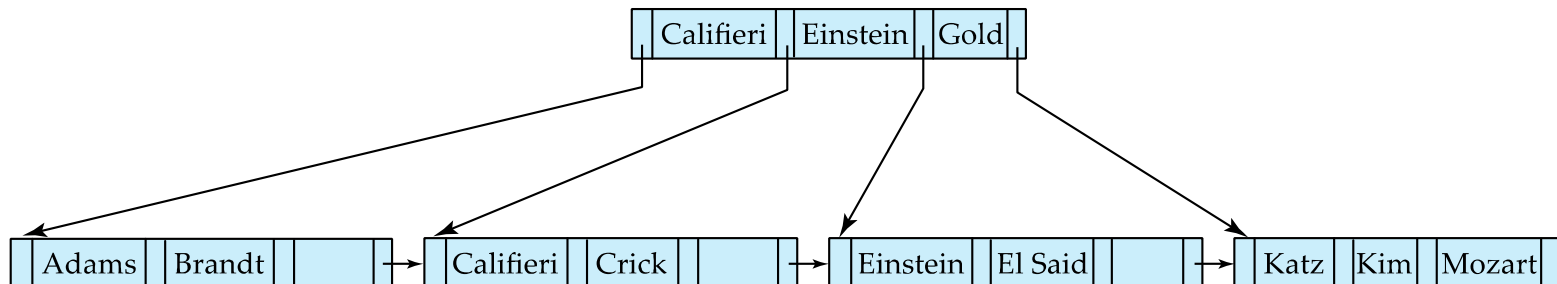 Califieri Einstein Gold
Adams Brandt Califieri Crick Einstein El Said Katz Kim Mozart